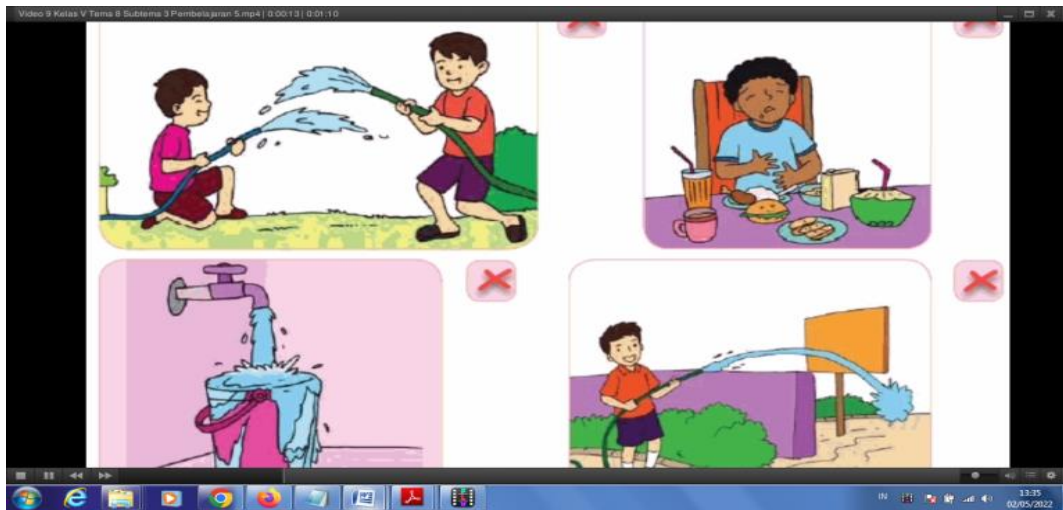 Video 9 Kelas V Tema 8 Subtema 3 Pembelajaran 5.mp4 | 0:00:13 | 0:01:10
IN
13:35
02/05/2022